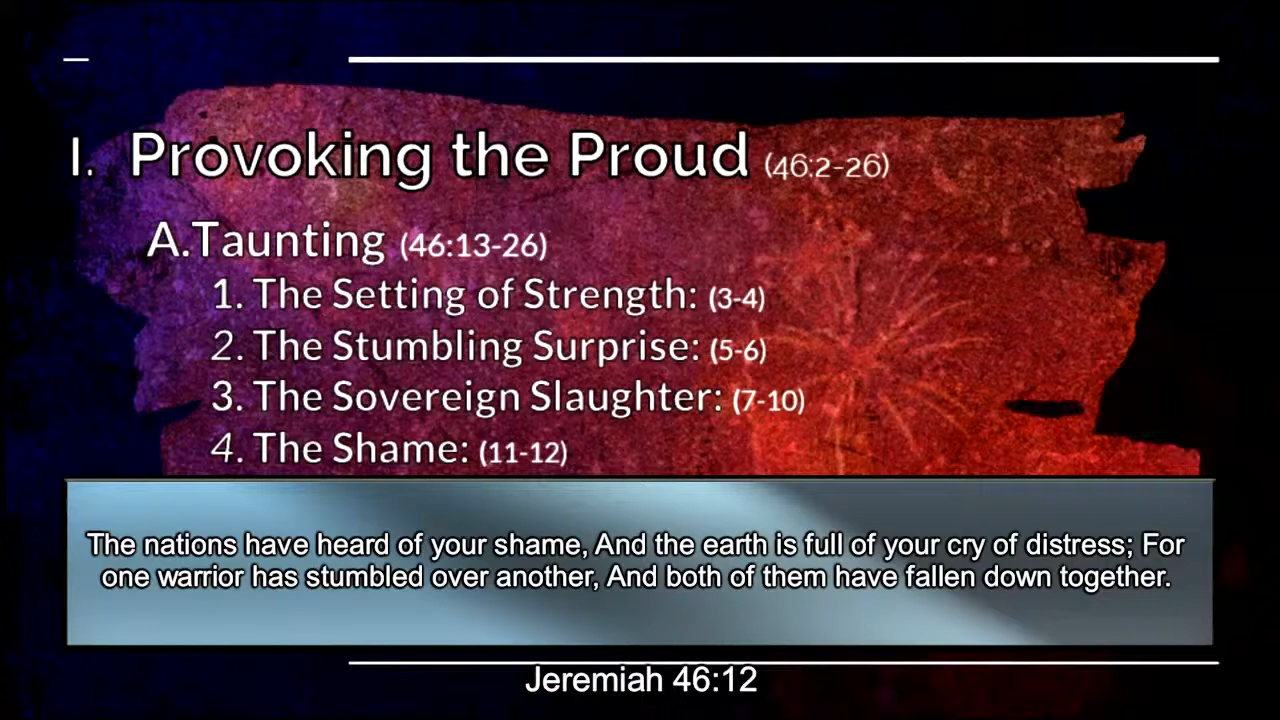 I. Provoking the Proud (46:2-26)
A.Taunting (46:13-26)
1. The Setting of Strength: (3-4)
2. The Stumbling Surprise: (5-6)
3. The Sovereign Slaughter: (7-10)
4. The Shame: (11-12)
The nations have heard of your shame, And the earth is full of your cry of distress; For
one warrior has stumbled over another, And both of them have fallen down together.
Jeremiah 46:12